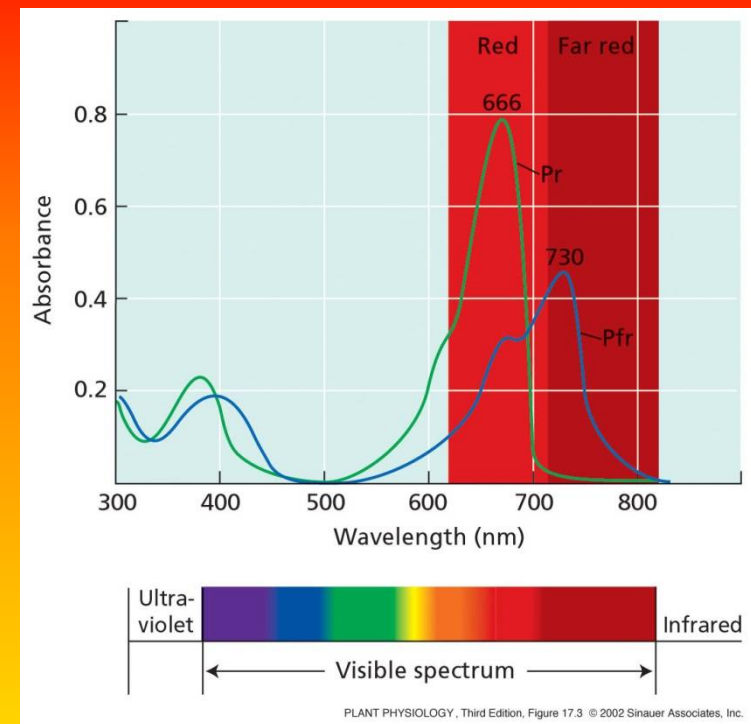 Red Far red
666
Pr
730
Pfr
0.8
0.6
0.4
0.2
Absorbance
300 400 500 600 700 800
Wavelength (nm)
Ultra-
violet
Infrared
Visible spectrum
PLANT PHYSIOLOGY, Third Edition, Figure 17.3 © 2002 Sinauer Associates, Inc.